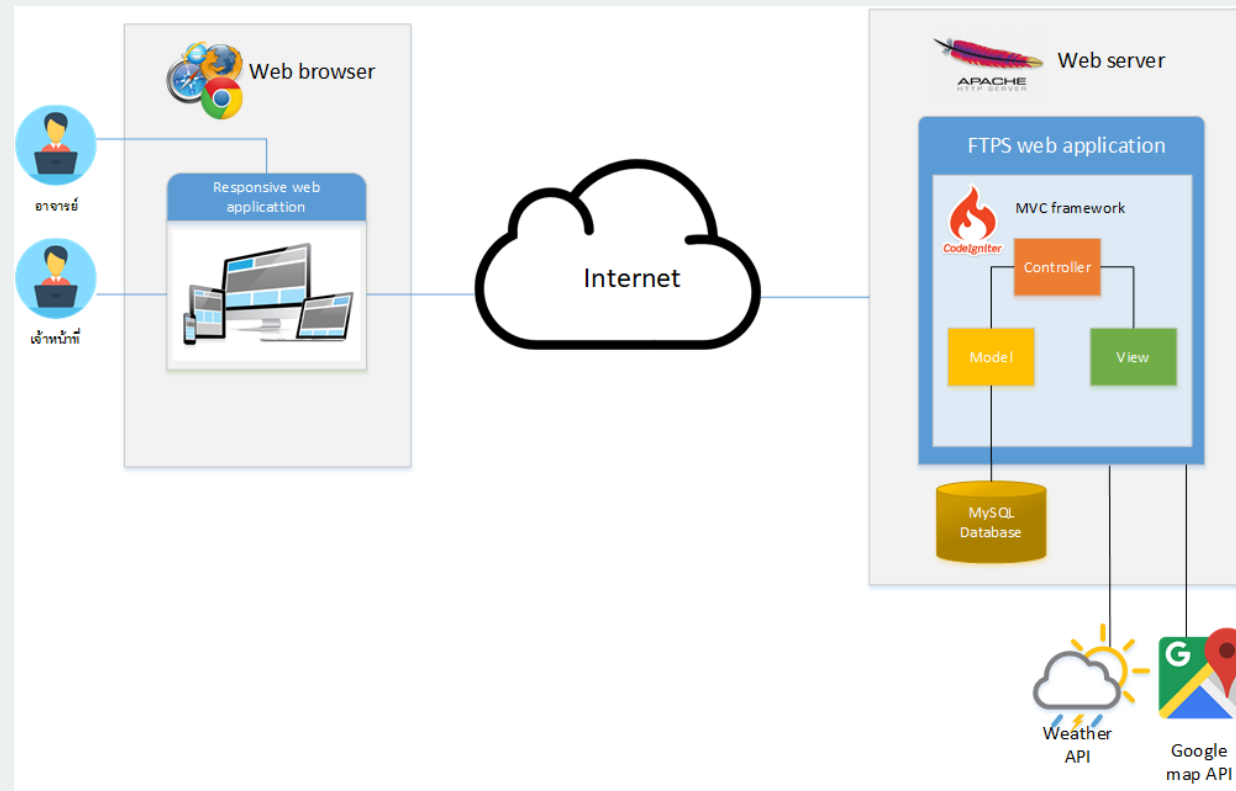 Web browser
อาจารย์
เจ้าหน้าที่
Responsive web
applicattion
Internet
APACHE
HTTP SERVER
Web server
FTPS web application
CodeIgniter
MVC framework
Controller
Model
View
MySQL
Database
Weather
API
G
Google
map API